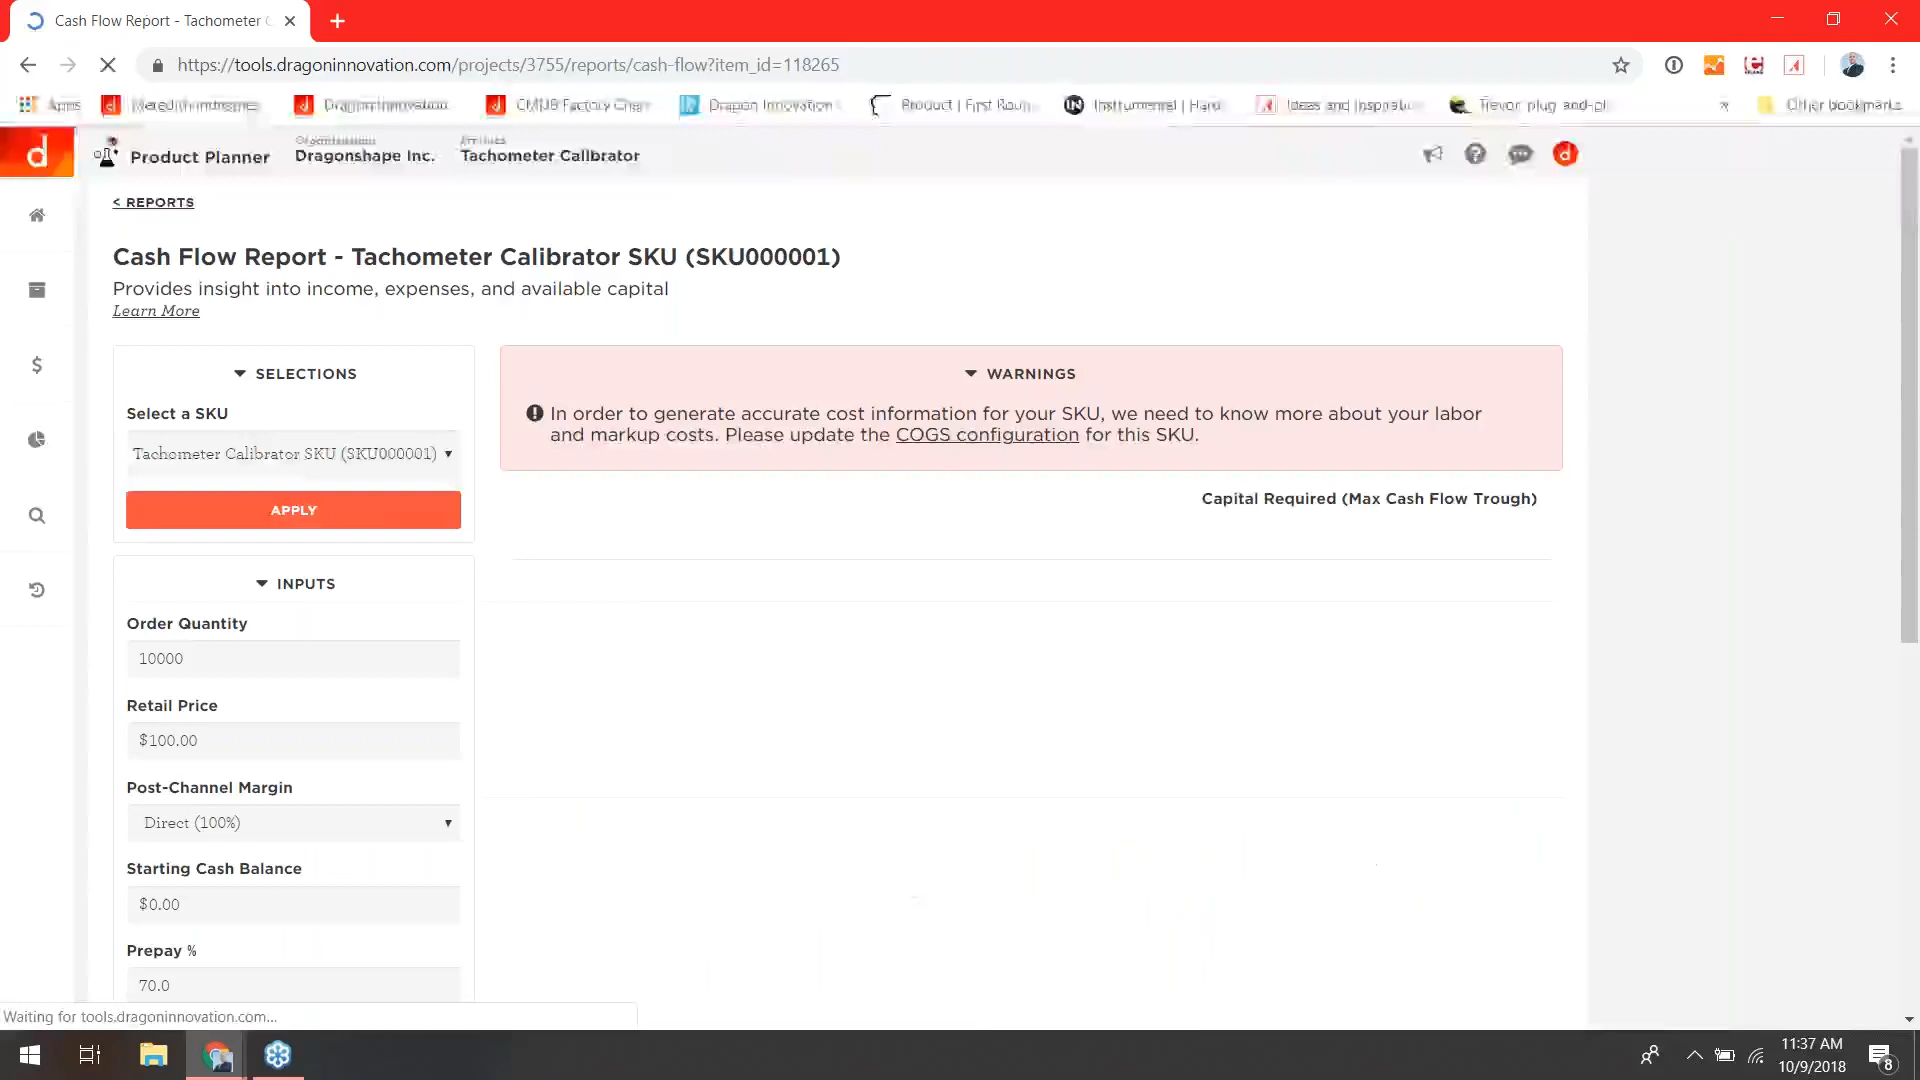 Cash Flow Report - Tachometer C
https://tools.dragoninnovation.com/projects/3755/reports/cash-flow?item_id=118265
Apps
Dragon Innovation
Other bookmarks
d
Product Planner
Dragonshape Inc.
Tachometer Calibrator
d
< REPORTS
Cash Flow Report - Tachometer Calibrator SKU (SKU000001)
Provides insight into income, expenses, and available capital
Learn More
SELECTIONS
Select a SKU
Tachometer Calibrator SKU (SKU000001)
APPLY
WARNINGS
In order to generate accurate cost information for your SKU, we need to know more about your labor
and markup costs. Please update the COGS configuration for this SKU.
Capital Required (Max Cash Flow Trough)
INPUTS
Order Quantity
10000
Retail Price
$100.00
Post-Channel Margin
Direct (100%)
Starting Cash Balance
$0.00
Prepay %
70.0
Waiting for tools.dragoninnovation.com...
11:37 AM
10/9/2018
8